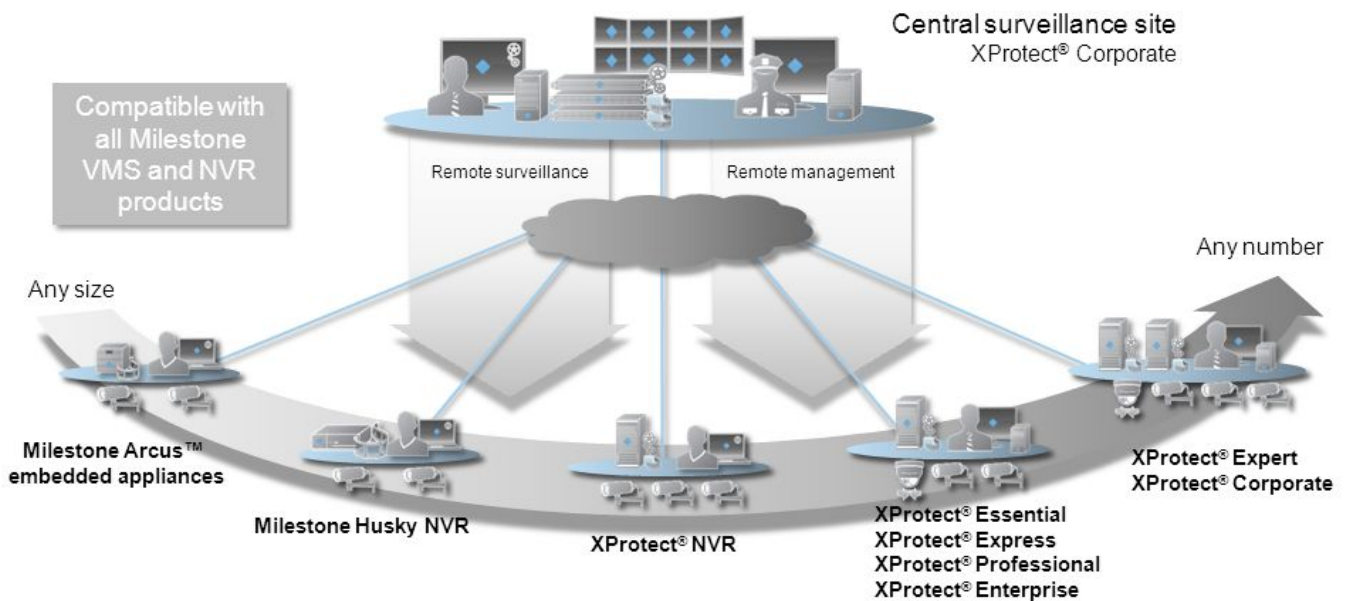 Central surveillance site
XProtect® Corporate
Compatible with
all Milestone
VMS and NVR
products
Remote surveillance
Remote management
Any number
Any size
Milestone Arcus™
embedded appliances
Milestone Husky NVR
XProtect® NVR
XProtect® Essential
XProtect® Express
XProtect® Professional
XProtect® Enterprise
XProtect® Expert
XProtect® Corporate